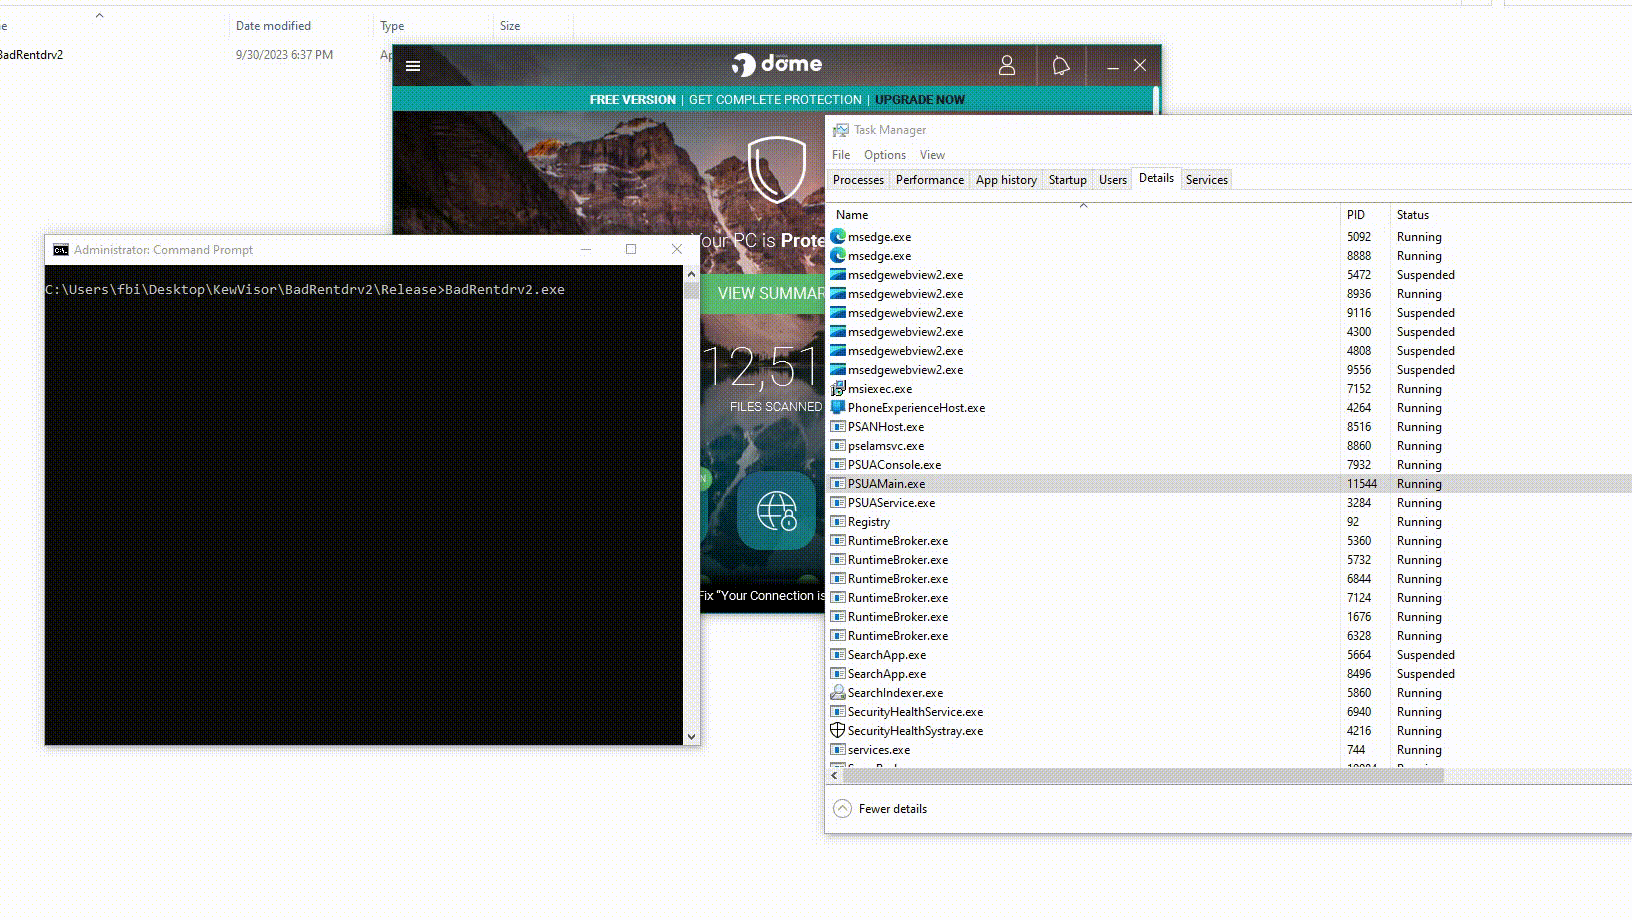 Date modified
Type
Size
BadRentdrv2
9/30/2023 6:37 PM
dome
FREE VERSION | GET COMPLETE PROTECTION | UPGRADE NOW
Your PC is Prote
VIEW SUMMAR
12,51
FILES SCANNED
Fix “Your Connection is
Administrator: Command Prompt
C:\Users\fbi\Desktop\KewVisor\BadRentdrv2\Release>BadRentdrv2.exe
Task Manager
File Options View
Processes Performance App history Startup Users Details Services
Name PID Status
msedge.exe 5092 Running
msedge.exe 8888 Running
msedgewebview2.exe 5472 Suspended
msedgewebview2.exe 8936 Running
msedgewebview2.exe 9116 Suspended
msedgewebview2.exe 4300 Suspended
msedgewebview2.exe 4808 Suspended
msedgewebview2.exe 9556 Suspended
msiexec.exe 7152 Running
PhoneExperienceHost.exe 4264 Running
PSANHost.exe 8516 Running
pselamsvc.exe 8860 Running
PSUAConsole.exe 7932 Running
PSUAMain.exe 11544 Running
PSUAService.exe 3284 Running
Registry 92 Running
RuntimeBroker.exe 5360 Running
RuntimeBroker.exe 5732 Running
RuntimeBroker.exe 6844 Running
RuntimeBroker.exe 7124 Running
RuntimeBroker.exe 1676 Running
RuntimeBroker.exe 6328 Running
SearchApp.exe 5664 Suspended
SearchApp.exe 8496 Suspended
SearchIndexer.exe 5860 Running
SecurityHealthService.exe 6940 Running
SecurityHealthSystray.exe 4216 Running
services.exe 744 Running
Fewer details